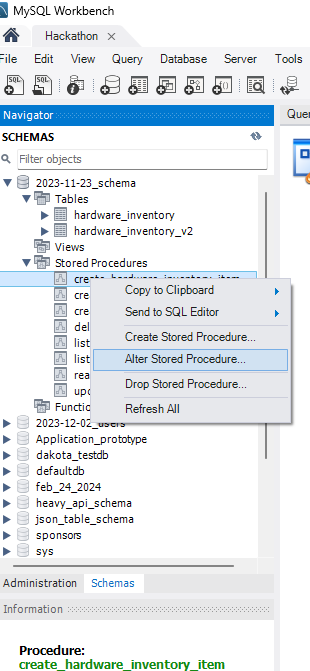 MySQL Workbench
Hackathon
File Edit View Query Database Server Tools
SQL SQL
Navigator
Quer
SCHEMAS
Filter objects
2023-11-23_schema
Tables
hardware_inventory
hardware_inventory_v2
Views
Stored Procedures
create_hardware_inventory_item
Copy to Clipboard
cre
Send to SQL Editor
cre
Create Stored Procedure...
del
list
Alter Stored Procedure...
list
rea
Drop Stored Procedure...
upd
Refresh All
Functio
2023-12-02_users
Application_prototype
dakota_testdb
defaultdb
feb_24_2024
heavy_api_schema
json_table_schema
sponsors
sys
Administration Schemas
Information
Procedure:
create_hardware_inventory_item